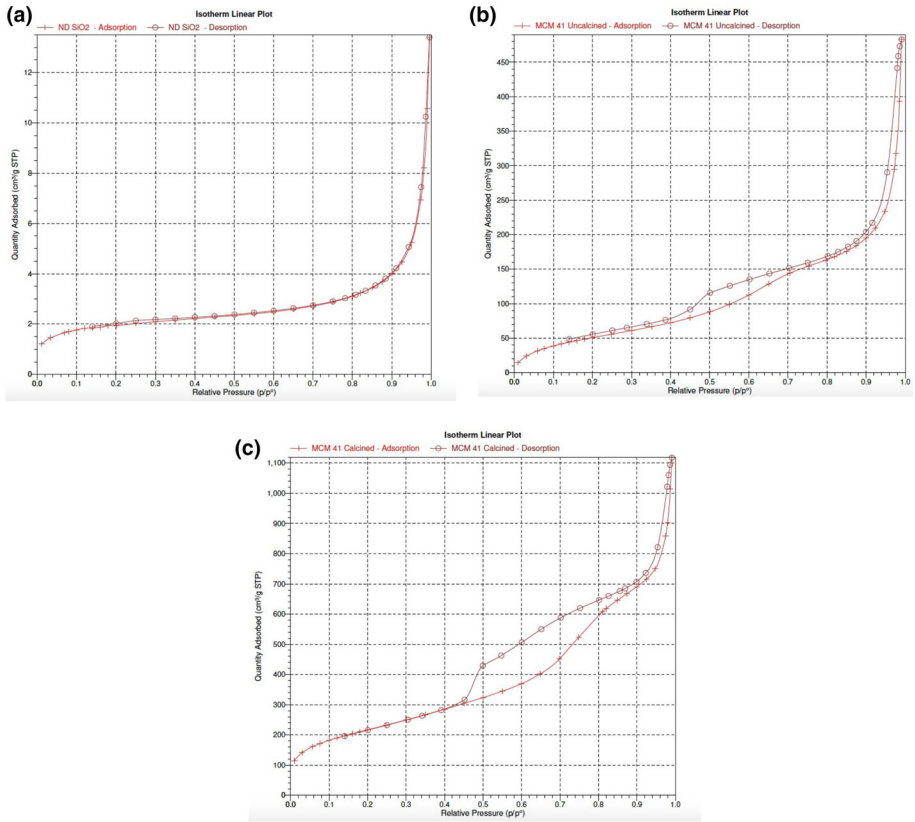 (a)
Isotherm Linear Plot
ND SiO2 - Adsorption ND SiO2 - Desorption
Quantity Adsorbed (cm³/g STP)
12
10
8
6
4
2
0
0.0 0.1 0.2 0.3 0.4 0.5 0.6 0.7 0.8 0.9 1.0
Relative Pressure (p/p°)
(b)
Isotherm Linear Plot
MCM 41 Uncalcined - Adsorption MCM 41 Uncalcined - Desorption
Quantity Adsorbed (cm³/g STP)
450
400
350
300
250
200
150
100
50
0
0.0 0.1 0.2 0.3 0.4 0.5 0.6 0.7 0.8 0.9 1.0
Relative Pressure (p/p°)
(c)
Isotherm Linear Plot
MCM 41 Calcined - Adsorption MCM 41 Calcined - Desorption
Quantity Adsorbed (cm³/g STP)
1,100
1,000
900
800
700
600
500
400
300
200
100
0
0.0 0.1 0.2 0.3 0.4 0.5 0.6 0.7 0.8 0.9 1.0
Relative Pressure (p/p°)